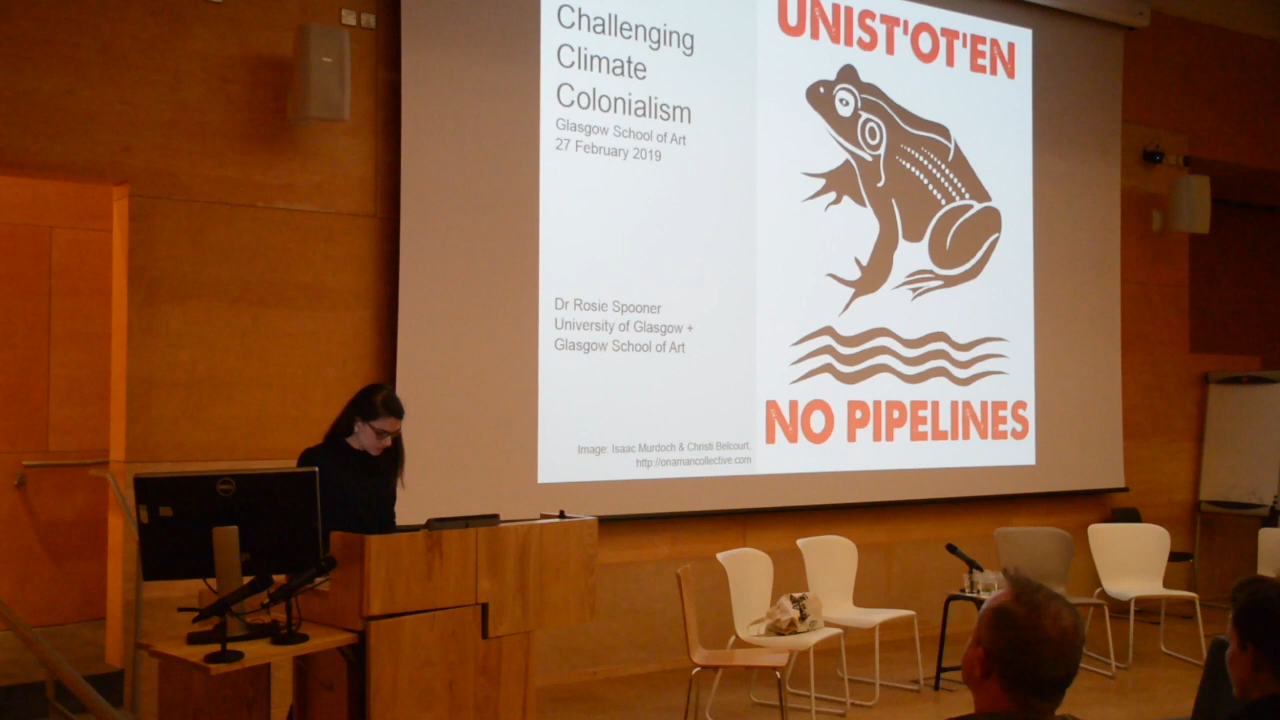 Challenging
Climate
Colonialism
Glasgow School of Art
27 February 2019
Dr Rosie Spooner
University of Glasgow +
Glasgow School of Art
Image: Isaac Murdoch & Christi Belcourt,
http://onamancollective.com
UNIST'OT'EN
NO PIPELINES
DELL